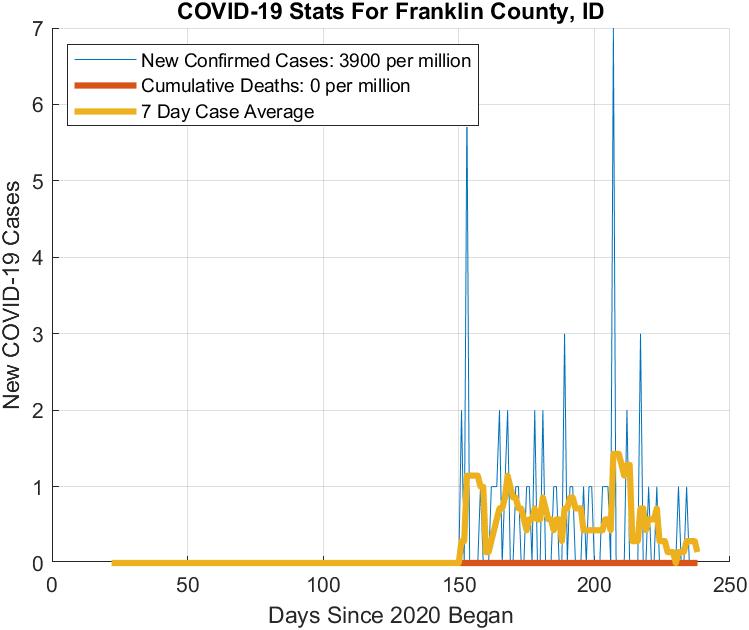 COVID-19 Stats For Franklin County, ID
New Confirmed Cases: 3900 per million
Cumulative Deaths: 0 per million
7 Day Case Average
New COVID-19 Cases
7
6
5
4
3
2
1
0
0 50 100 150 200 250
Days Since 2020 Began